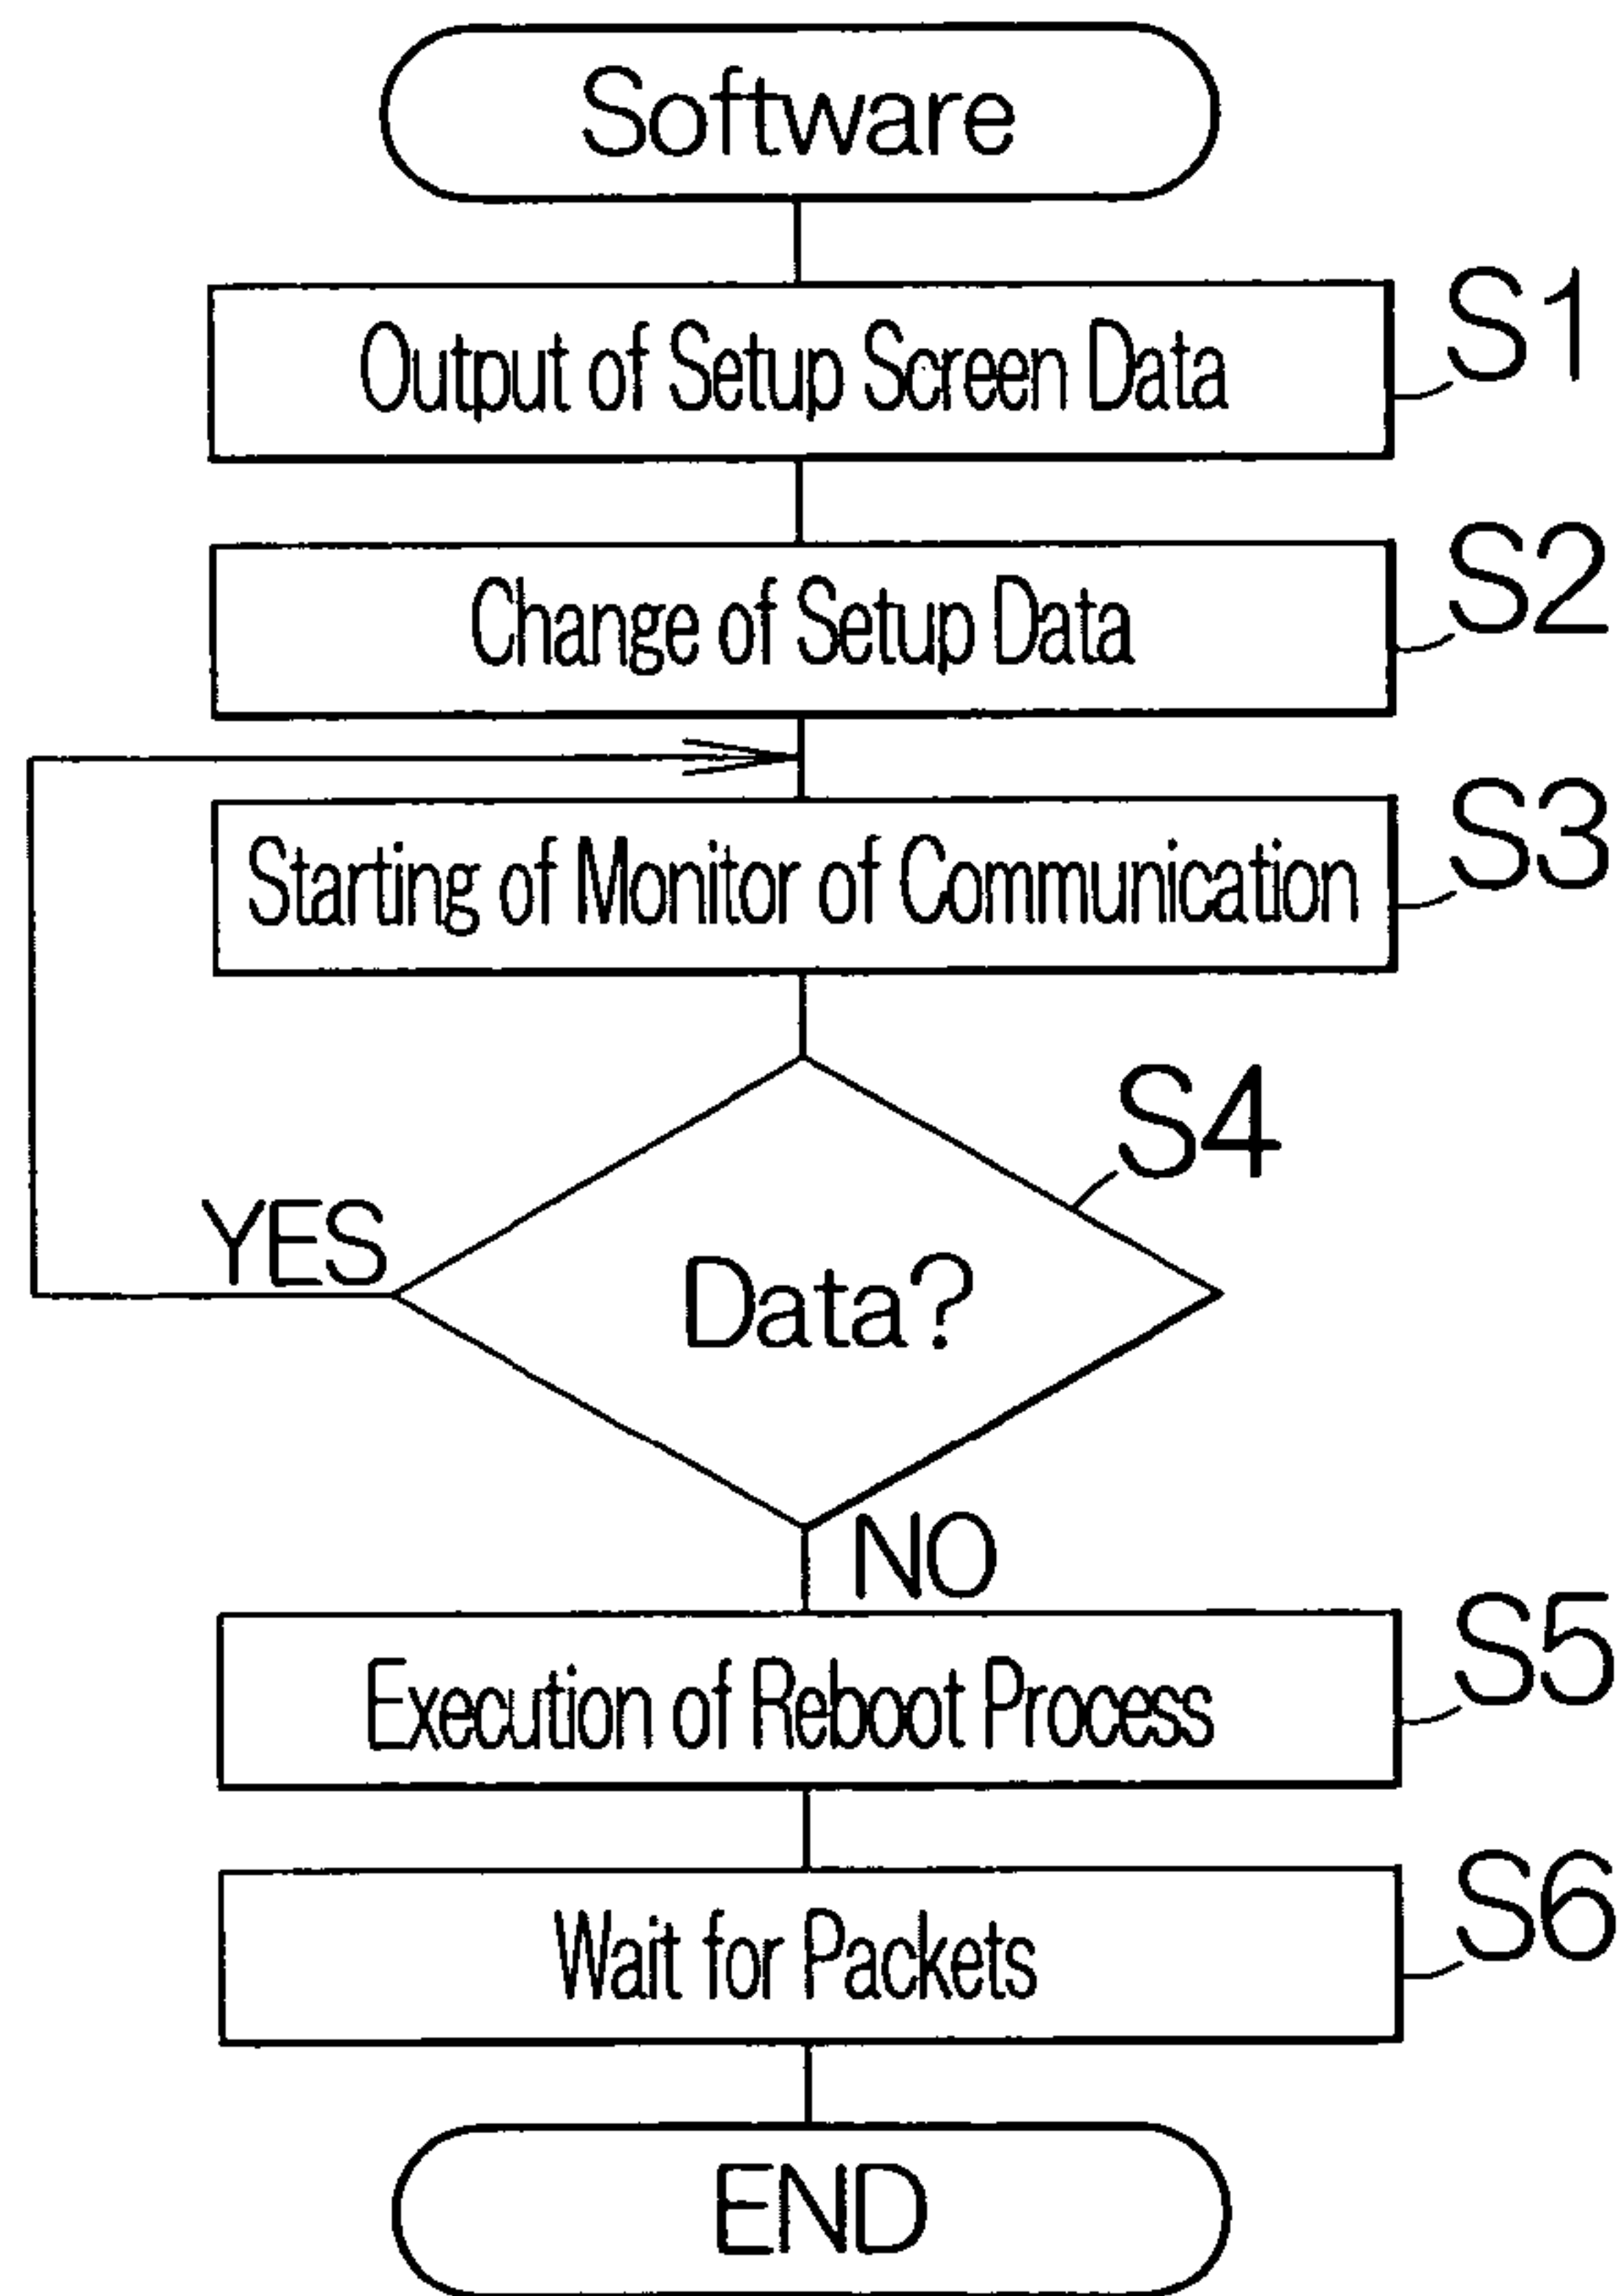 Software
Output of Setup Screen Data
S1
Change of Setup Data
S2
Starting of Monitor of Communication
S3
S4
YES
Data?
NO
Execution of Reboot Process
S5
Wait for Packets
S6
END